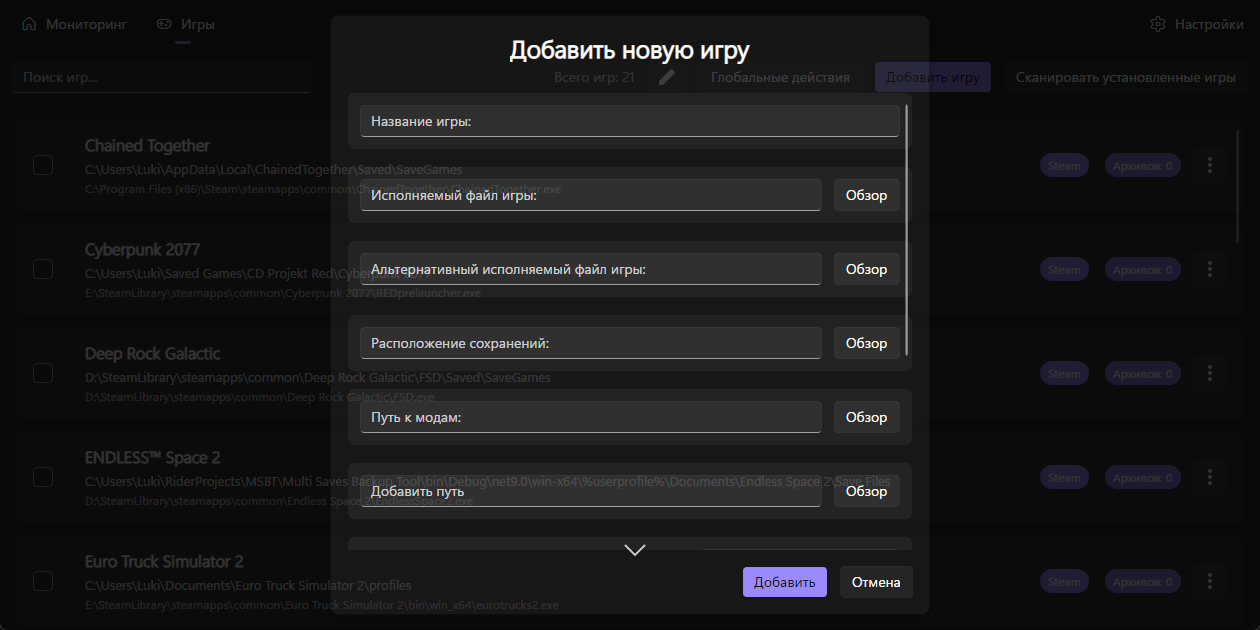 Мониторинг
Игры
Настройки
Добавить новую игру
Поиск игр...
Всего игр: 21
Глобальные действия
Добавить игру
Сканировать установленные игры
Название игры:
Исполняемый файл игры:
Обзор
Альтернативный исполняемый файл игры:
Обзор
Расположение сохранений:
Обзор
Путь к модам:
Обзор
Добавить путь
Обзор
Добавить
Отмена
Chained Together
C:\Users\Luki\AppData\Local\ChainedTogether\Saved\SaveGames
C:\Program Files (x86)\Steam\steamapps\common\ChainedTogether\ChainedTogether.exe
Steam
Архивов: 0
Cyberpunk 2077
C:\Users\Luki\Saved Games\CD Projekt Red\Cyberpunk 2077
E:\SteamLibrary\steamapps\common\Cyberpunk 2077\REDprelauncher.exe
Steam
Архивов: 0
Deep Rock Galactic
D:\SteamLibrary\steamapps\common\Deep Rock Galactic\FSD\Saved\SaveGames
D:\SteamLibrary\steamapps\common\Deep Rock Galactic\FSD.exe
Steam
Архивов: 0
ENDLESS™ Space 2
C:\Users\Luki\RiderProjects\MSBT\Multi Saves Backup Tool\bin\Debug\net9.0\win-x64\%userprofile%\Documents\Endless Space 2\Save Files
D:\SteamLibrary\steamapps\common\Endless Space 2\EndlessSpace2.exe
Steam
Архивов: 0
Euro Truck Simulator 2
C:\Users\Luki\Documents\Euro Truck Simulator 2\profiles
E:\SteamLibrary\steamapps\common\Euro Truck Simulator 2\bin\win_x64\eurotrucks2.exe
Steam
Архивов: 0